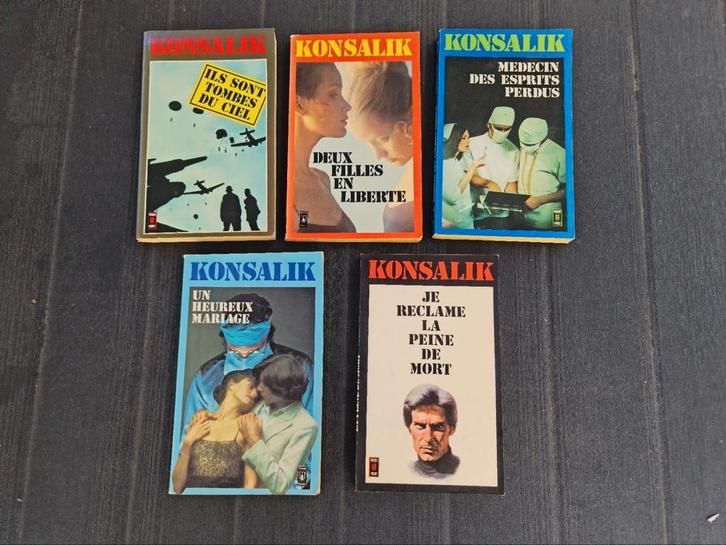 KONSALIK
ILS SONT
TOMBES
DU CIEL
KONSALIK
DEUX
FILLES
EN
LIBERTE
KONSALIK
MEDECIN
DES ESPRITS
PERDUS
KONSALIK
UN
HEUREUX
MARIAGE
KONSALIK
JE
RECLAME
LA
PEINE
DE
MORT